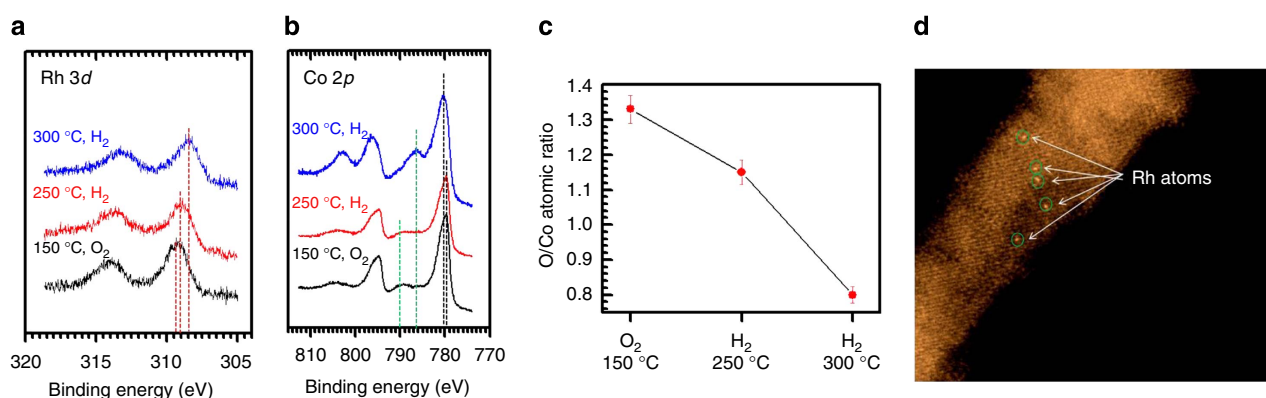 a
Rh 3d
300 °C, H2
250 °C, H2
150 °C, O2
320 315 310 305
Binding energy (eV)
b
Co 2p
300 °C, H2
250 °C, H2
150 °C, O2
810 800 790 780 770
Binding energy (eV)
c
O/Co atomic ratio
1.4
1.3
1.2
1.1
1.0
0.9
0.8
O2 H2 H2
150 °C 250 °C 300 °C
d
Rh atoms